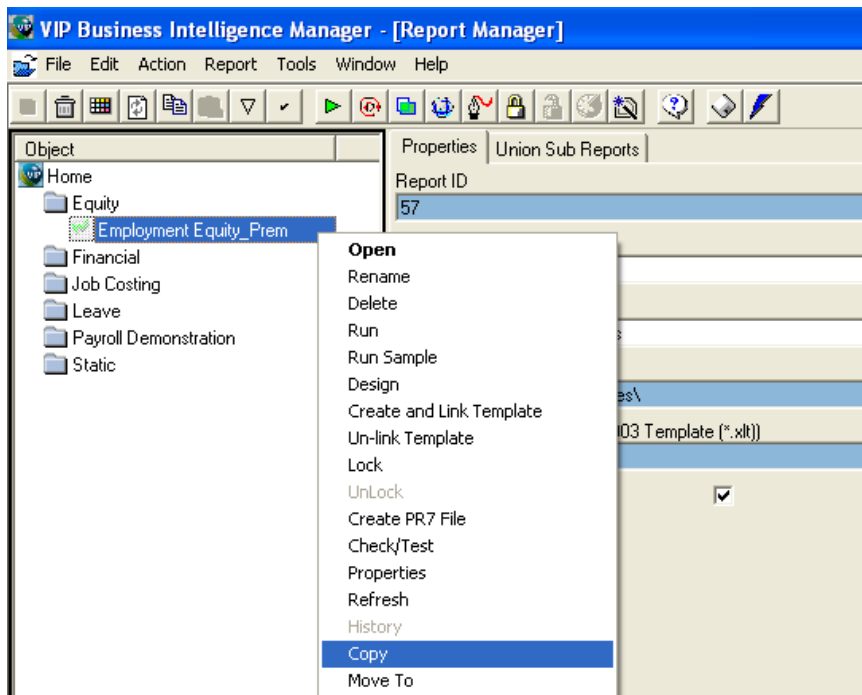 VIP Business Intelligence Manager - [Report Manager]
File Edit Action Report Tools Window Help
Object
Home
Equity
Employment Equity_Prem
Financial
Job Costing
Leave
Payroll Demonstration
Static
Properties Union Sub Reports
Report ID
57
s
es\
003 Template (*.xlt))
Open
Rename
Delete
Run
Run Sample
Design
Create and Link Template
Un-link Template
Lock
UnLock
Create PR7 File
Check/Test
Properties
Refresh
History
Copy
Move To